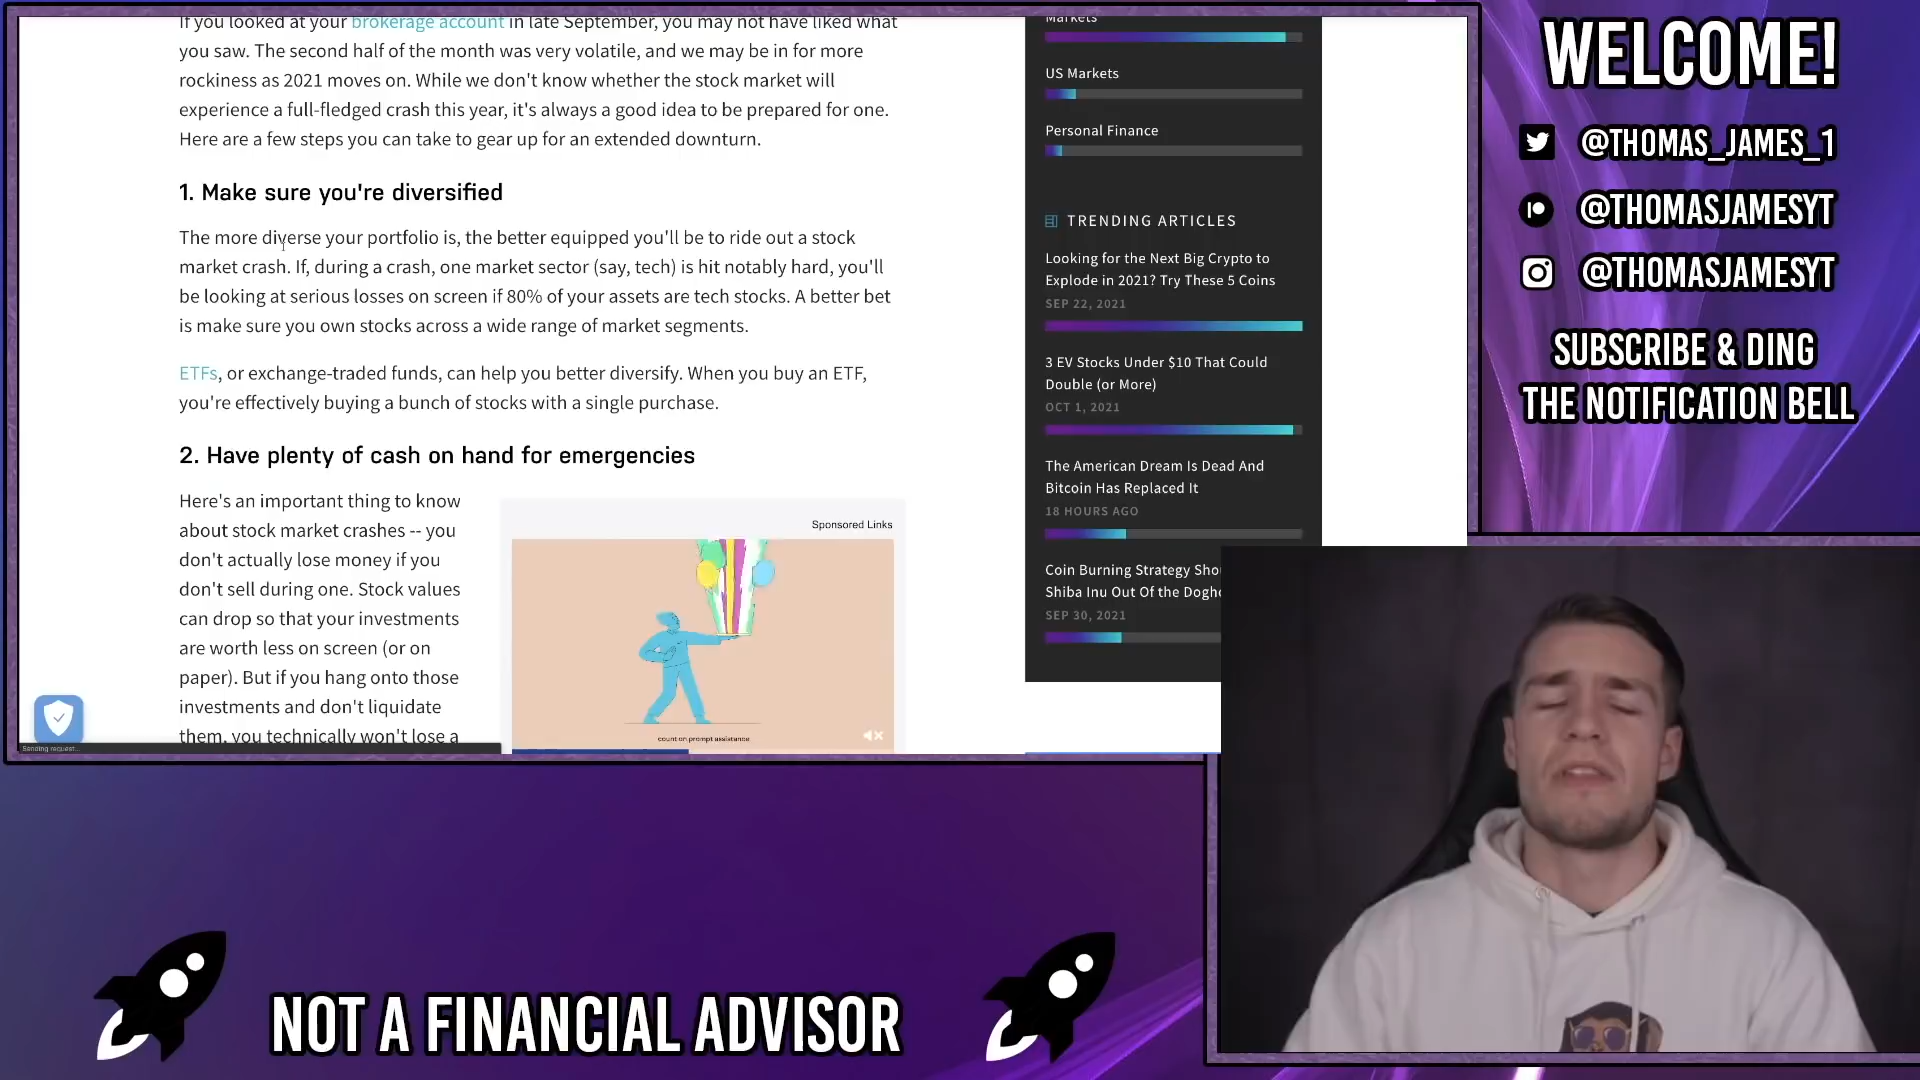 If you looked at your brokerage account in late September, you may not have liked what
you saw. The second half of the month was very volatile, and we may be in for more
rockiness as 2021 moves on. While we don't know whether the stock market will
experience a full-fledged crash this year, it's always a good idea to be prepared for one.
Here are a few steps you can take to gear up for an extended downturn.
1. Make sure you're diversified
The more diverse your portfolio is, the better equipped you'll be to ride out a stock
market crash. If, during a crash, one market sector (say, tech) is hit notably hard, you'll
be looking at serious losses on screen if 80% of your assets are tech stocks. A better bet
is make sure you own stocks across a wide range of market segments.
ETFs, or exchange-traded funds, can help you better diversify. When you buy an ETF,
you're effectively buying a bunch of stocks with a single purchase.
2. Have plenty of cash on hand for emergencies
Here's an important thing to know
about stock market crashes -- you
don't actually lose money if you
don't sell during one. Stock values
can drop so that your investments
are worth less on screen (or on
paper). But if you hang onto those
investments and don't liquidate
them, you technically won't lose a
Sponsored Links
count on prompt assistance
Sending request...
Markets
US Markets
Personal Finance
TRENDING ARTICLES
Looking for the Next Big Crypto to
Explode in 2021? Try These 5 Coins
SEP 22, 2021
3 EV Stocks Under $10 That Could
Double (or More)
OCT 1, 2021
The American Dream Is Dead And
Bitcoin Has Replaced It
18 HOURS AGO
Coin Burning Strategy
Shiba Inu Out Of the
SEP 30, 2021
WELCOME!
@THOMAS_JAMES_1
@THOMASJAMESYT
@THOMASJAMESYT
SUBSCRIBE & DING
THE NOTIFICATION BELL
NOT A FINANCIAL ADVISOR